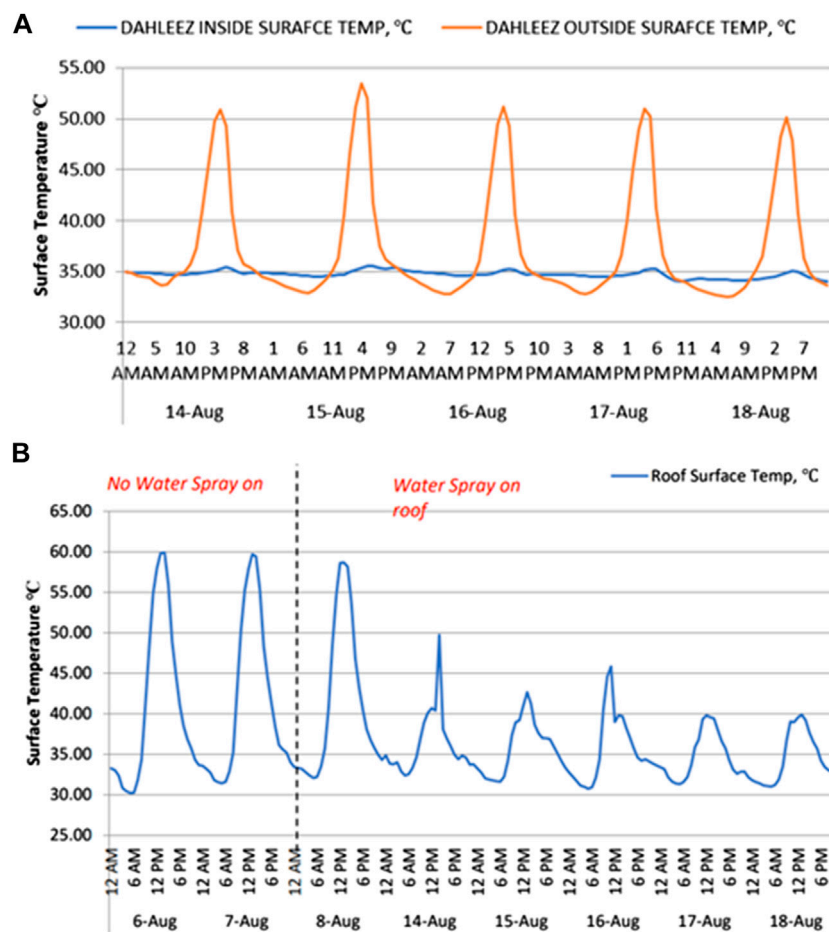 A
DAHLEEZ INSIDE SURAFCE TEMP, °C DAHLEEZ OUTSIDE SURAFCE TEMP, °C
Surface Temperature °C
55.00
50.00
45.00
40.00
35.00
30.00
12 5 10 3 8 1 6 11 4 9 2 7 12 5 10 3 8 1 6 11 4 9 2 7
AM AM AM PM PM AM AM AM PM PM AM AM PM PM PM AM AM PM PM PM AM AM PM PM
14-Aug 15-Aug 16-Aug 17-Aug 18-Aug
B
No Water Spray on
Water Spray on
roof
Roof Surface Temp, °C
Surface Temperature °C
65.00
60.00
55.00
50.00
45.00
40.00
35.00
30.00
25.00
12 AM 6 AM 12 PM 6 PM 12 AM 6 AM 12 PM 6 PM 12 AM 6 AM 12 PM 6 PM 12 AM 6 AM 12 PM 6 PM 12 AM 6 AM 12 PM 6 PM 12 AM 6 AM 12 PM 6 PM 12 AM 6 AM 12 PM 6 PM 12 AM 6 AM 12 PM 6 PM
6-Aug 7-Aug 8-Aug 14-Aug 15-Aug 16-Aug 17-Aug 18-Aug